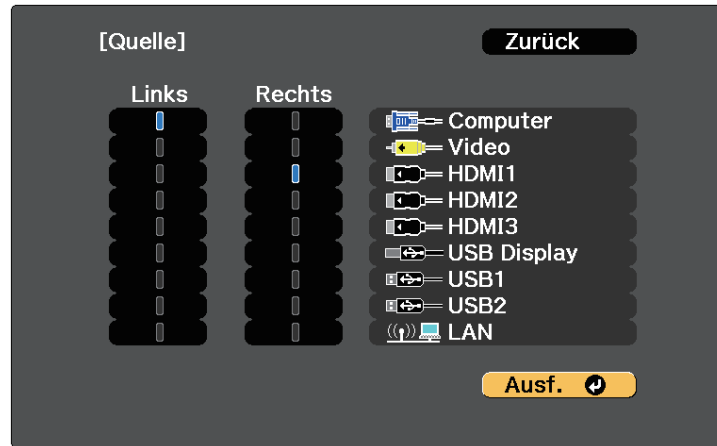 [Quelle]
Zurück
Links Rechts
Computer
Video
HDMI1
HDMI2
HDMI3
USB Display
USB1
USB2
LAN
Ausf.